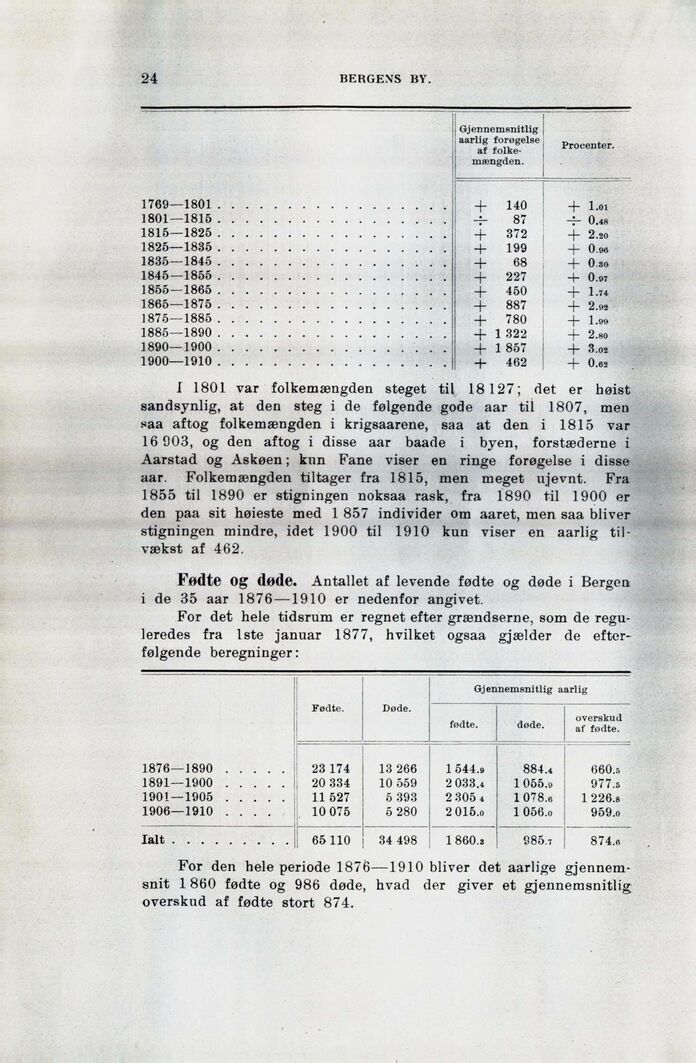 24 BERGENS BY.
Gjennemsnitlig
aarlig forøgelse
af folke-
mængden.
Procenter.
1769—1801 . . . . . . . . . . . . . . . . . + 140 + 1.01
1801—1815 . . . . . . . . . . . . . . . . . ÷ 87 ÷ 0.48
1815—1825 . . . . . . . . . . . . . . . . . + 372 + 2.20
1825—1835 . . . . . . . . . . . . . . . . . + 199 + 0.96
1835—1845 . . . . . . . . . . . . . . . . . + 68 + 0.30
1845—1855 . . . . . . . . . . . . . . . . . + 227 + 0.97
1855—1865 . . . . . . . . . . . . . . . . . + 450 + 1.74
1865—1875 . . . . . . . . . . . . . . . . . + 887 + 2.92
1875—1885 . . . . . . . . . . . . . . . . . + 780 + 1.99
1885—1890 . . . . . . . . . . . . . . . . . + 1 322 + 2.80
1890—1900 . . . . . . . . . . . . . . . . . + 1 857 + 3.02
1900—1910 . . . . . . . . . . . . . . . . . + 462 + 0.62
I 1801 var folkemængden steget til 18 127; det er høist
sandsynlig, at den steg i de følgende gode aar til 1807, men
saa aftog folkemængden i krigsaarene, saa at den i 1815 var
16 903, og den aftog i disse aar baade i byen, forstæderne i
Aarstad og Askøen; kun Fane viser en ringe forøgelse i disse
aar. Folkemængden tiltager fra 1815, men meget ujevnt. Fra
1855 til 1890 er stigningen noksaa rask, fra 1890 til 1900 er
den paa sit høieste med 1 857 individer om aaret, men saa bliver
stigningen mindre, idet 1900 til 1910 kun viser en aarlig til-
vækst af 462.
Fødte og døde. Antallet af levende fødte og døde i Bergen
i de 35 aar 1876—1910 er nedenfor angivet.
For det hele tidsrum er regnet efter grændserne, som de regu-
leredes fra 1ste januar 1877, hvilket ogsaa gjælder de efter-
følgende beregninger:
Gjennemsnitlig aarlig
Fødte. Døde. fødte. døde. overskud
af fødte.
1876—1890 . . . . . 23 174 13 266 1 544.9 884.4 660.5
1891—1900 . . . . . 20 334 10 559 2 033.4 1 055.9 977.5
1901—1905 . . . . . 11 527 5 393 2 305 4 1 078.6 1 226.8
1906—1910 . . . . . 10 075 5 280 2 015.0 1 056.0 959.0
Ialt . . . . . . . . . 65 110 34 498 1 860.3 985.7 874.6
For den hele periode 1876—1910 bliver det aarlige gjennem-
snit 1 860 fødte og 986 døde, hvad der giver et gjennemsnitlig
overskud af fødte stort 874.